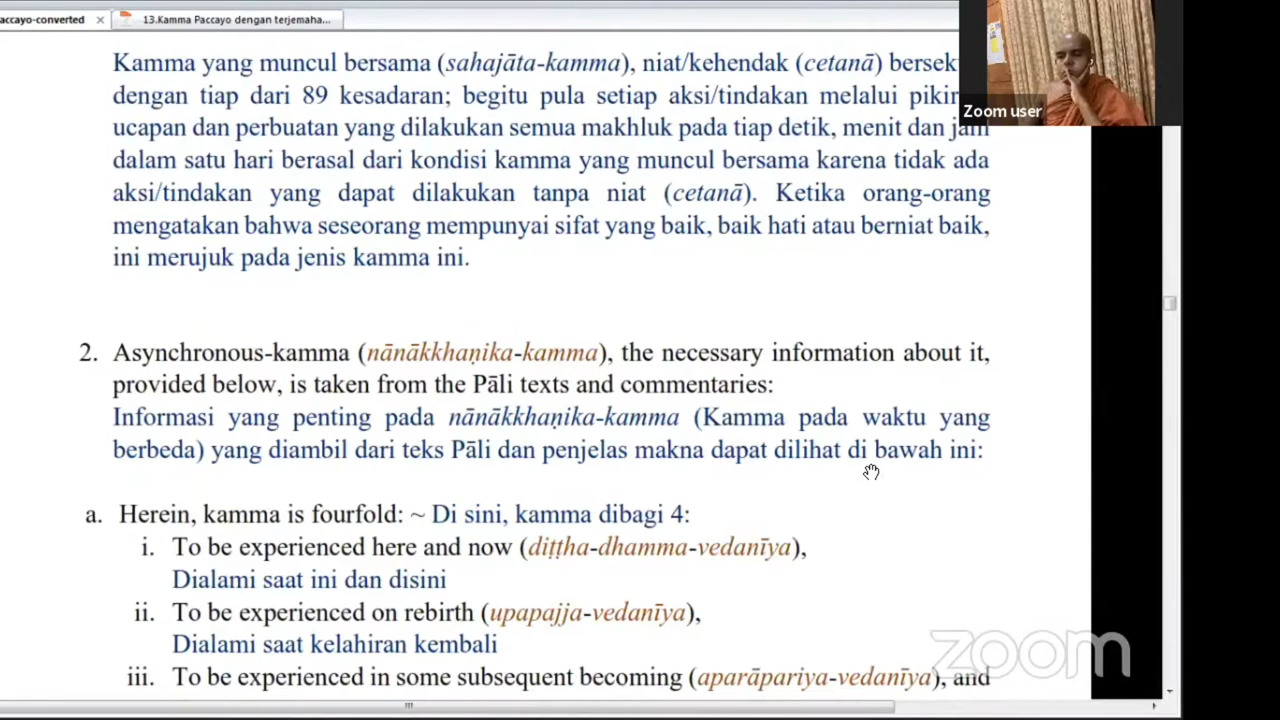 accayo-converted
13.Kamma Paccayo dengan terjemaha...
Kamma yang muncul bersama (sahajāta-kamma), niat/kehendak (cetanā)
dengan tiap dari 89 kesadaran; begitu pula setiap aksi/tindakan melalui
ucapan dan perbuatan yang dilakukan semua makhluk pada tiap detik, menit dan jam
dalam satu hari berasal dari kondisi kamma yang muncul bersama karena tidak ada
aksi/tindakan yang dapat dilakukan tanpa niat (cetanā). Ketika orang-orang
mengatakan bahwa seseorang mempunyai sifat yang baik, baik hati atau berniat baik,
ini merujuk pada jenis kamma ini.
Zoom user
2. Asynchronous-kamma (nānākkhaṇika-kamma), the necessary information about it,
provided below, is taken from the Pāli texts and commentaries:
Informasi yang penting pada nānākkhaṇika-kamma (Kamma pada waktu yang
berbeda) yang diambil dari teks Pāli dan penjelas makna dapat dilihat di bawah ini:
a. Herein, kamma is fourfold: ~ Di sini, kamma dibagi 4:
i. To be experienced here and now (diṭṭha-dhamma-vedanīya),
Dialami saat ini dan disini
ii. To be experienced on rebirth (upapajja-vedanīya),
Dialami saat kelahiran kembali
iii. To be experienced in some subsequent becoming (aparāpariya-vedanīya), and
zoom